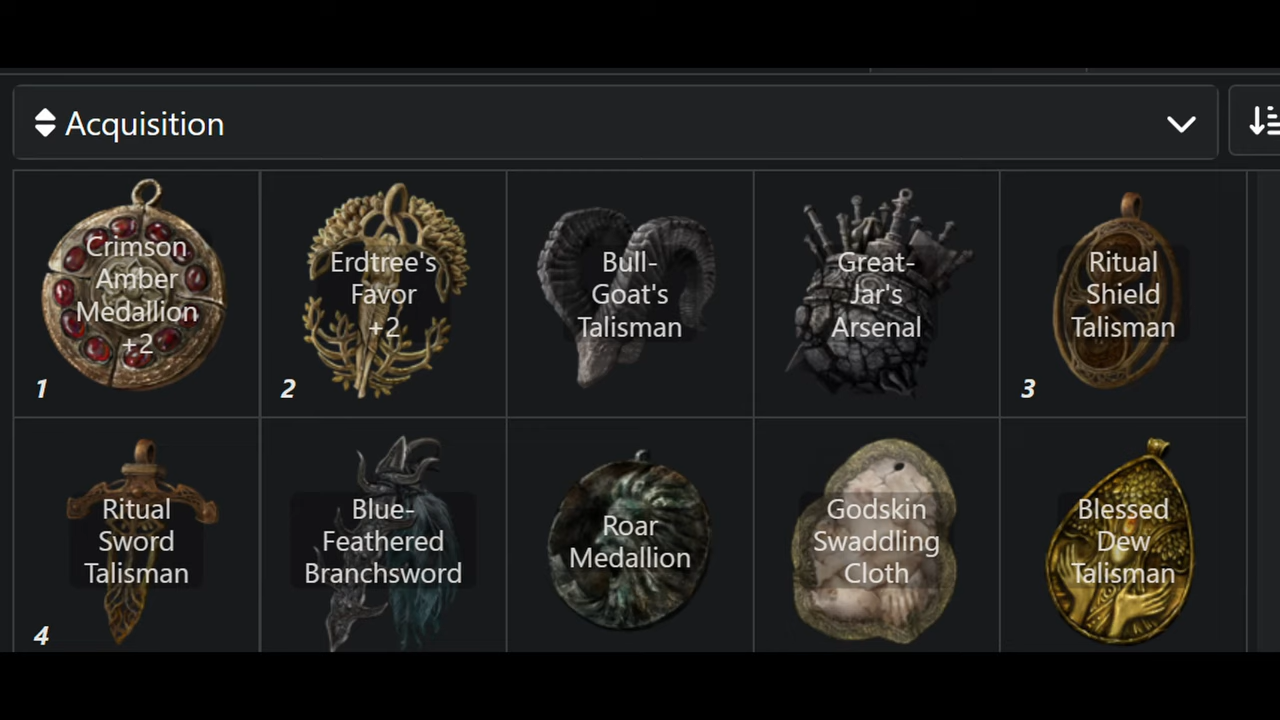 Acquisition
Crimson
Amber
Medallion
+2
1
Erdtree's
Favor
+2
2
Bull-
Goat's
Talisman
Great-
Jar's
Arsenal
Ritual
Shield
Talisman
3
Ritual
Sword
Talisman
4
Blue-
Feathered
Branchsword
Roar
Medallion
Godskin
Swaddling
Cloth
Blessed
Dew
Talisman